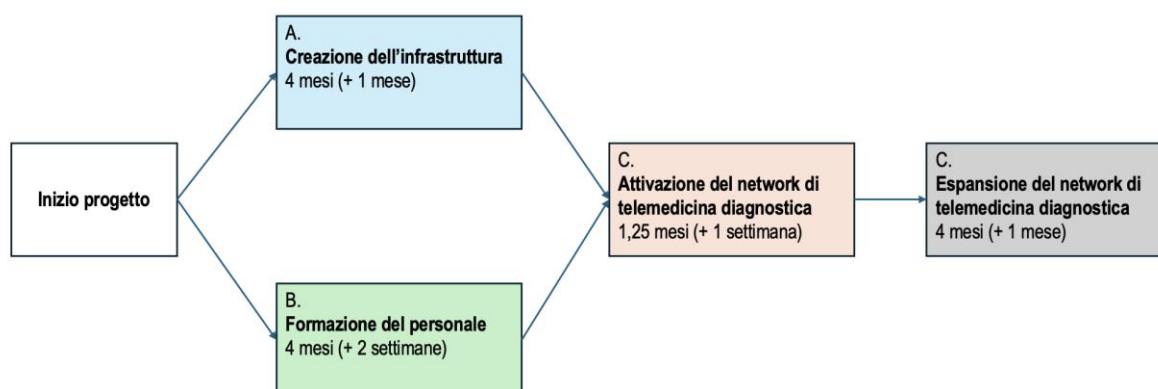 Inizio progetto
A.
Creazione dell'infrastruttura
4 mesi (+ 1 mese)
B.
Formazione del personale
4 mesi (+ 2 settimane)
C.
Attivazione del network di
telemedicina diagnostica
1,25 mesi (+ 1 settimana)
C.
Espansione del network di
telemedicina diagnostica
4 mesi (+ 1 mese)